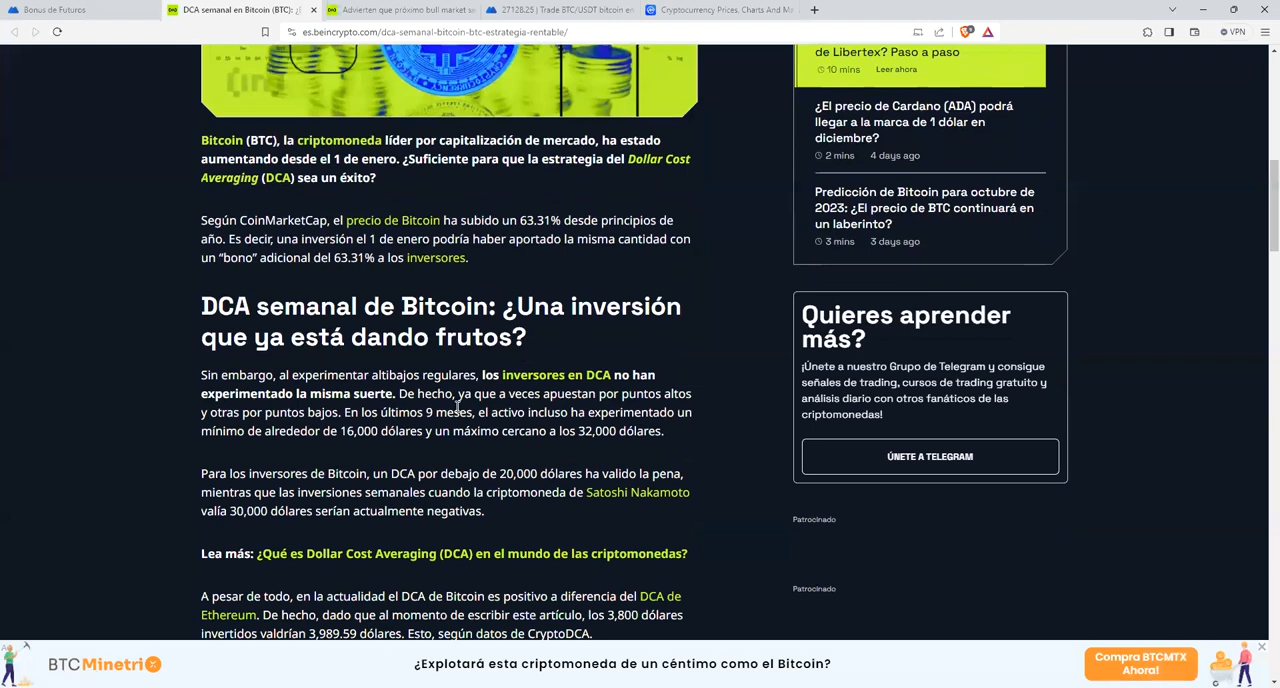 Bonus de Futuros
DCA semanal en Bitcoin (BTC): ¿
Advierten que próximo bull market se
27128.25 | Trade BTC/USDT bitcoin en
Cryptocurrency Prices, Charts And Ma
es.beincrypto.com/dca-semanal-bitcoin-btc-estrategia-rentable/
VPN
Bitcoin (BTC), la criptomoneda líder por capitalización de mercado, ha estado
aumentando desde el 1 de enero. ¿Suficiente para que la estrategia del Dollar Cost
Averaging (DCA) sea un éxito?
Según CoinMarketCap, el precio de Bitcoin ha subido un 63.31% desde principios de
año. Es decir, una inversión el 1 de enero podría haber aportado la misma cantidad con
un “bono” adicional del 63.31% a los inversores.
DCA semanal de Bitcoin: ¿Una inversión
que ya está dando frutos?
Sin embargo, al experimentar altibajos regulares, los inversores en DCA no han
experimentado la misma suerte. De hecho, ya que a veces apuestan por puntos altos
y otras por puntos bajos. En los últimos 9 meses, el activo incluso ha experimentado un
mínimo de alrededor de 16,000 dólares y un máximo cercano a los 32,000 dólares.
Para los inversores de Bitcoin, un DCA por debajo de 20,000 dólares ha valido la pena,
mientras que las inversiones semanales cuando la criptomoneda de Satoshi Nakamoto
valía 30,000 dólares serían actualmente negativas.
Lea más: ¿Qué es Dollar Cost Averaging (DCA) en el mundo de las criptomonedas?
A pesar de todo, en la actualidad el DCA de Bitcoin es positivo a diferencia del DCA de
Ethereum. De hecho, dado que al momento de escribir este artículo, los 3,800 dólares
invertidos valdrían 3,989.59 dólares. Esto, según datos de CryptoDCA.
de Libertex? Paso a paso
10 mins Leer ahora
¿El precio de Cardano (ADA) podrá
llegar a la marca de 1 dólar en
diciembre?
2 mins 4 days ago
Predicción de Bitcoin para octubre de
2023: ¿El precio de BTC continuará en
un laberinto?
3 mins 3 days ago
Quieres aprender
más?
¡Únete a nuestro Grupo de Telegram y consigue
señales de trading, cursos de trading gratuito y
análisis diario con otros fanáticos de las
criptomonedas!
ÚNETE A TELEGRAM
Patrocinado
Patrocinado
BTCMinetrix
¿Explotará esta criptomoneda de un céntimo como el Bitcoin?
Compra BTCMTX
Ahora!